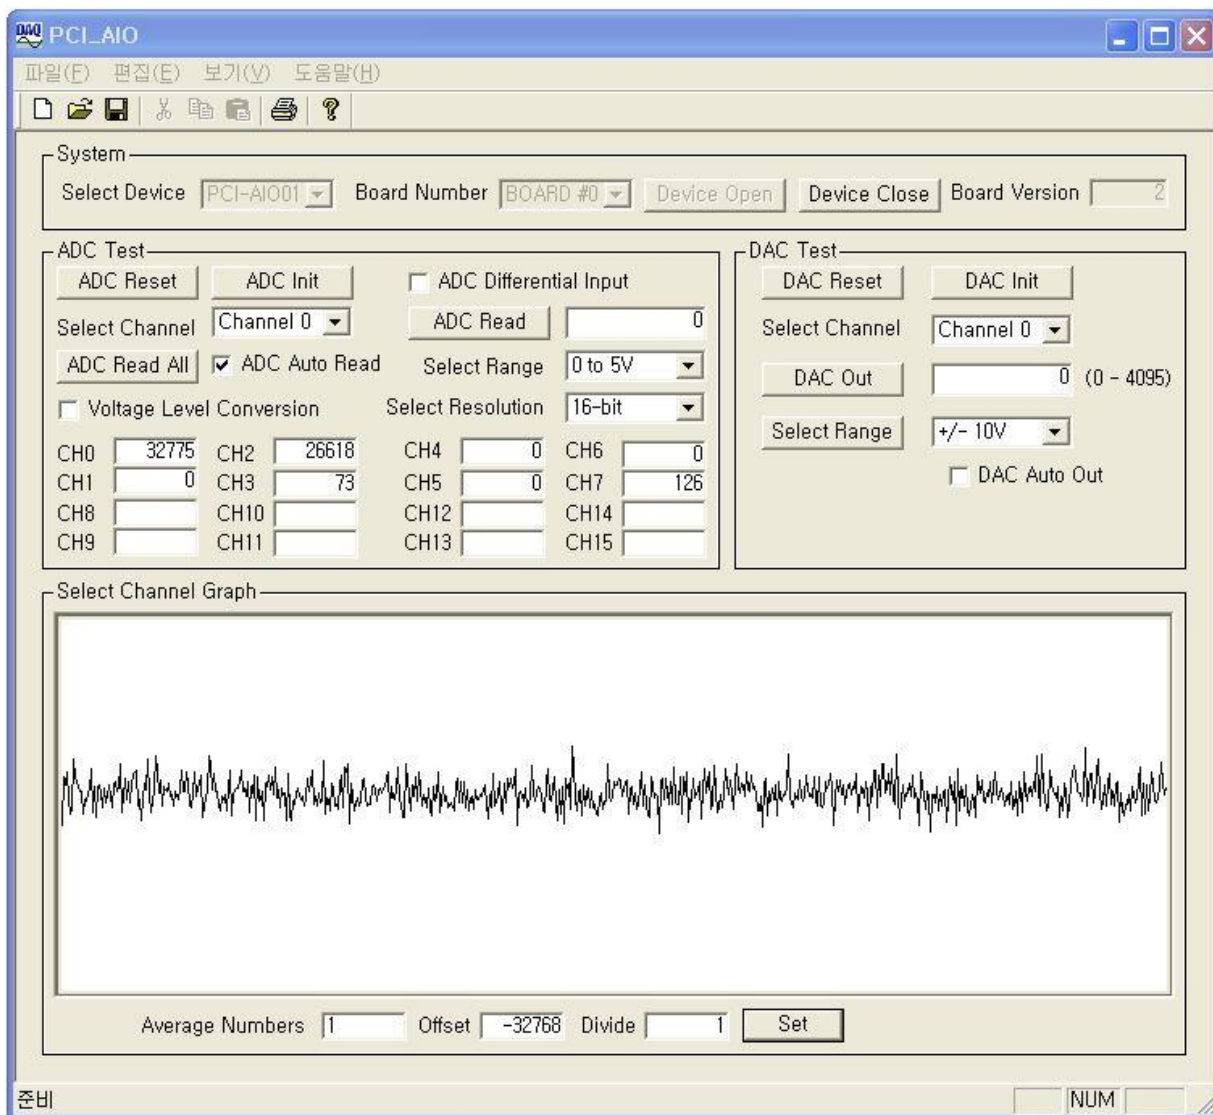 DAQ PCI_AIO
파일(F) 편집(E) 보기(V) 도움말(H)
System
Select Device PCI-AIO01 Board Number BOARD #0 Device Open Device Close Board Version 2
ADC Test
ADC Reset ADC Init ADC Differential Input
Select Channel Channel 0 ADC Read 0
ADC Read All ADC Auto Read Select Range 0 to 5V
Voltage Level Conversion Select Resolution 16-bit
CH0 32775 CH2 26618 CH4 0 CH6 0
CH1 0 CH3 73 CH5 0 CH7 126
CH8 CH10 CH12 CH14
CH9 CH11 CH13 CH15
DAC Test
DAC Reset DAC Init
Select Channel Channel 0
DAC Out 0 (0 - 4095)
Select Range +/- 10V
DAC Auto Out
Select Channel Graph
Average Numbers 1 Offset -32768 Divide 1 Set
준비 NUM